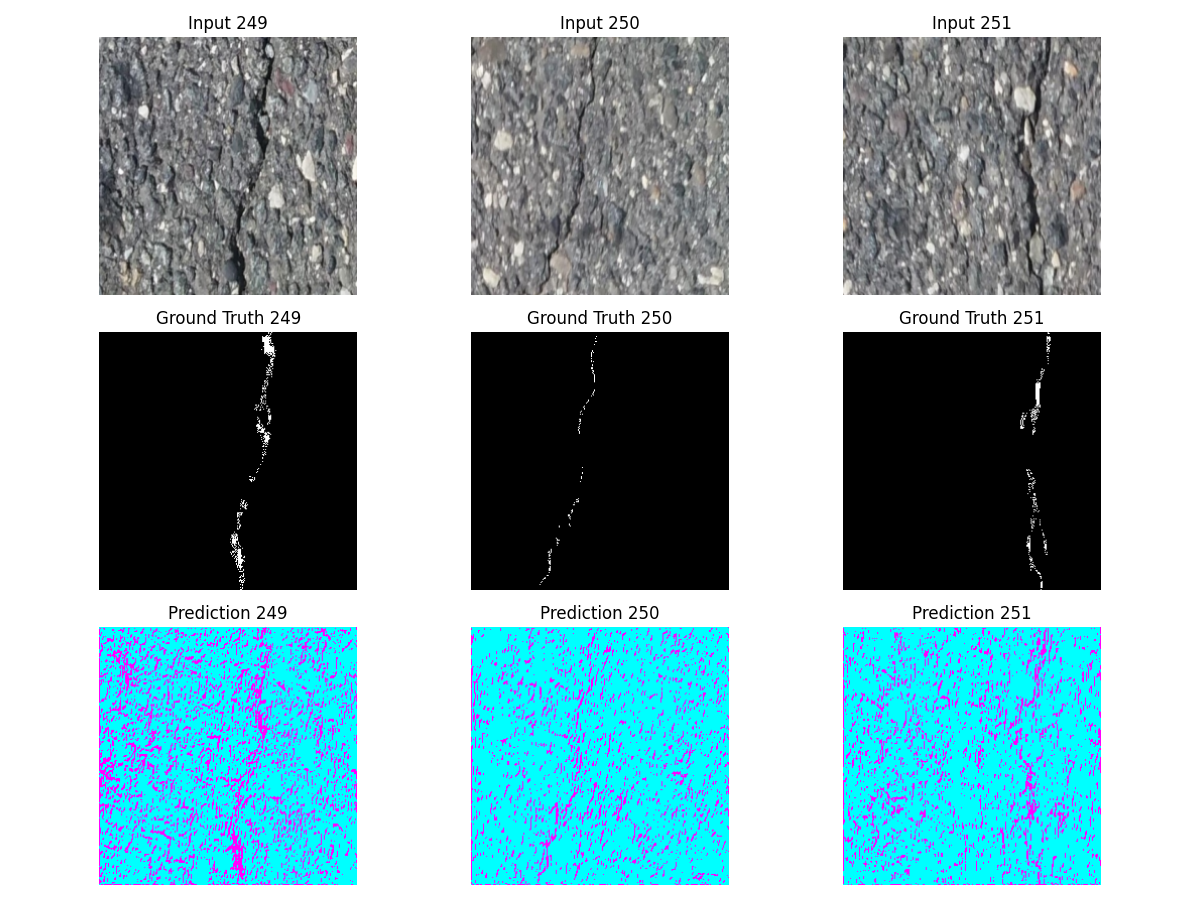 Input 249
Input 250
Input 251
Ground Truth 249
Ground Truth 250
Ground Truth 251
Prediction 249
Prediction 250
Prediction 251